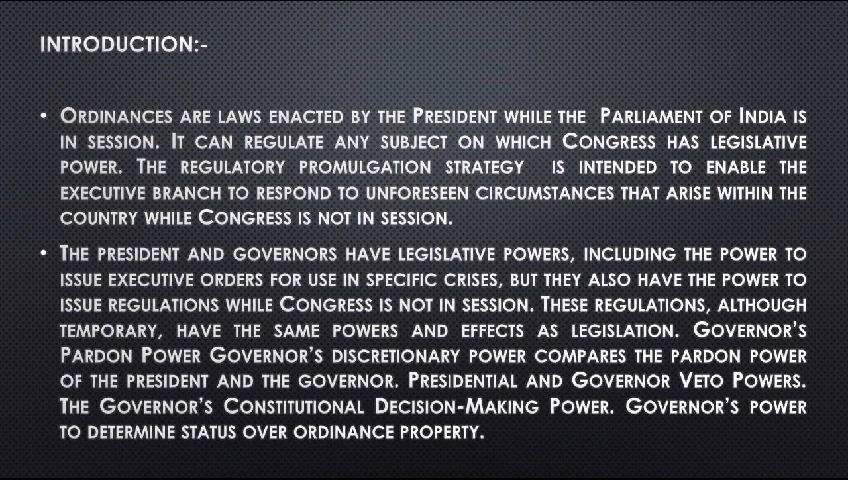 INTRODUCTION:-
• ORDINANCES ARE LAWS ENACTED BY THE PRESIDENT WHILE THE PARLIAMENT OF INDIA IS
IN SESSION. IT CAN REGULATE ANY SUBJECT ON WHICH CONGRESS HAS LEGISLATIVE
POWER. THE REGULATORY PROMULGATION STRATEGY IS INTENDED TO ENABLE THE
EXECUTIVE BRANCH TO RESPOND TO UNFORESEEN CIRCUMSTANCES THAT ARISE WITHIN THE
COUNTRY WHILE CONGRESS IS NOT IN SESSION.
• THE PRESIDENT AND GOVERNORS HAVE LEGISLATIVE POWERS, INCLUDING THE POWER TO
ISSUE EXECUTIVE ORDERS FOR USE IN SPECIFIC CRISES, BUT THEY ALSO HAVE THE POWER TO
ISSUE REGULATIONS WHILE CONGRESS IS NOT IN SESSION. THESE REGULATIONS, ALTHOUGH
TEMPORARY, HAVE THE SAME POWERS AND EFFECTS AS LEGISLATION. GOVERNOR'S
PARDON POWER GOVERNOR'S DISCRETIONARY POWER COMPARES THE PARDON POWER
OF THE PRESIDENT AND THE GOVERNOR. PRESIDENTIAL AND GOVERNOR VETO POWERS.
THE GOVERNOR'S CONSTITUTIONAL DECISION-MAKING POWER. GOVERNOR'S POWER
TO DETERMINE STATUS OVER ORDINANCE PROPERTY.